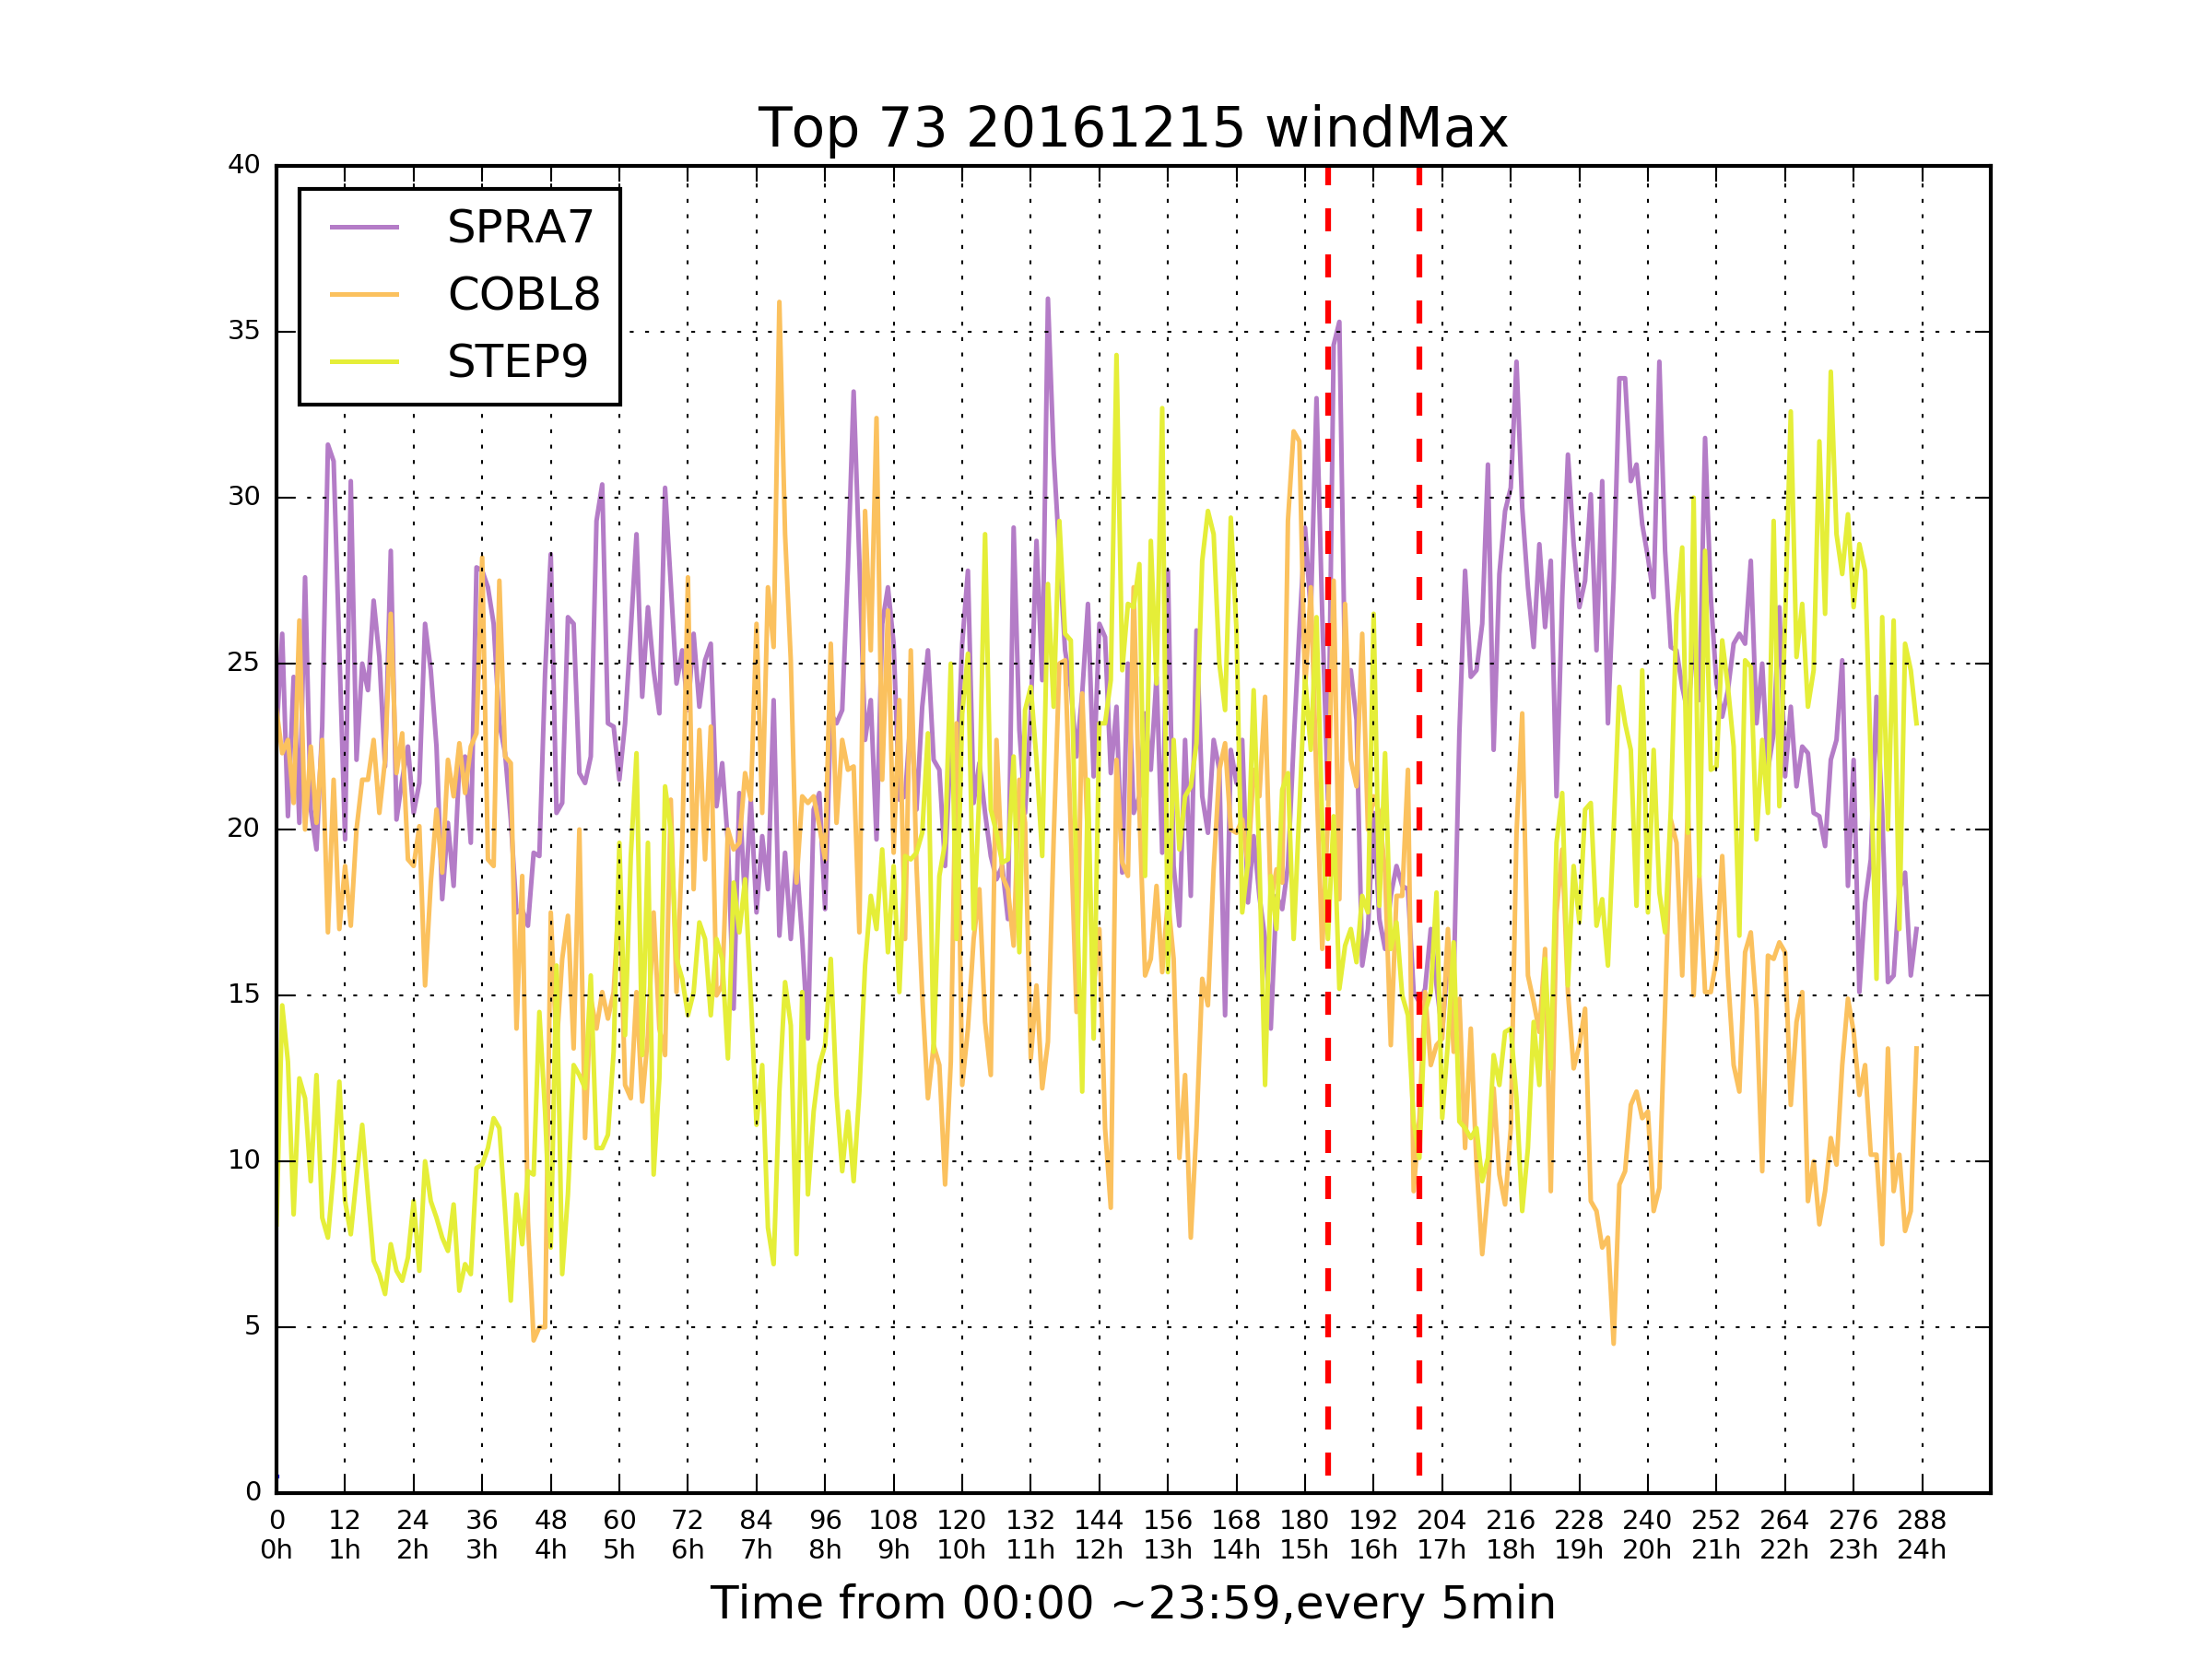 Top 73 20161215 windMax
40
35
30
25
20
15
10
5
0
SPRA7
COBL8
STEP9
0 12 24 36 48 60 72 84 96 108 120 132 144 156 168 180 192 204 216 228 240 252 264 276 288
0h 1h 2h 3h 4h 5h 6h 7h 8h 9h 10h 11h 12h 13h 14h 15h 16h 17h 18h 19h 20h 21h 22h 23h 24h
Time from 00:00 ~23:59,every 5min